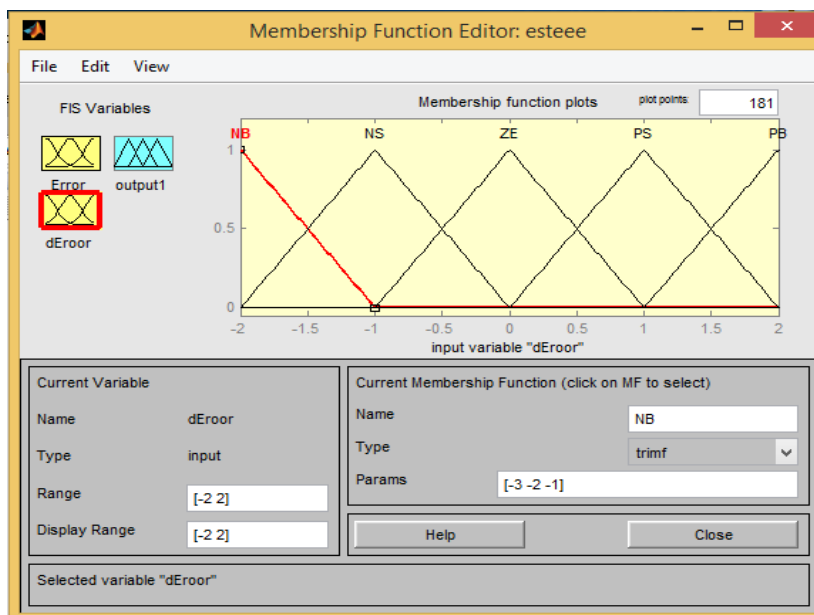 Membership Function Editor: esteee
File Edit View
FIS Variables
Membership function plots
plot points:
181
Error
output1
dEroor
NB NS ZE PS PB
1
0.5
0
-2 -1.5 -1 -0.5 0 0.5 1 1.5 2
input variable "dEroor"
Current Variable
Name dEroor
Type input
Range [-2 2]
Display Range [-2 2]
Current Membership Function (click on MF to select)
Name NB
Type trimf
Params [-3 -2 -1]
Help Close
Selected variable "dEroor"